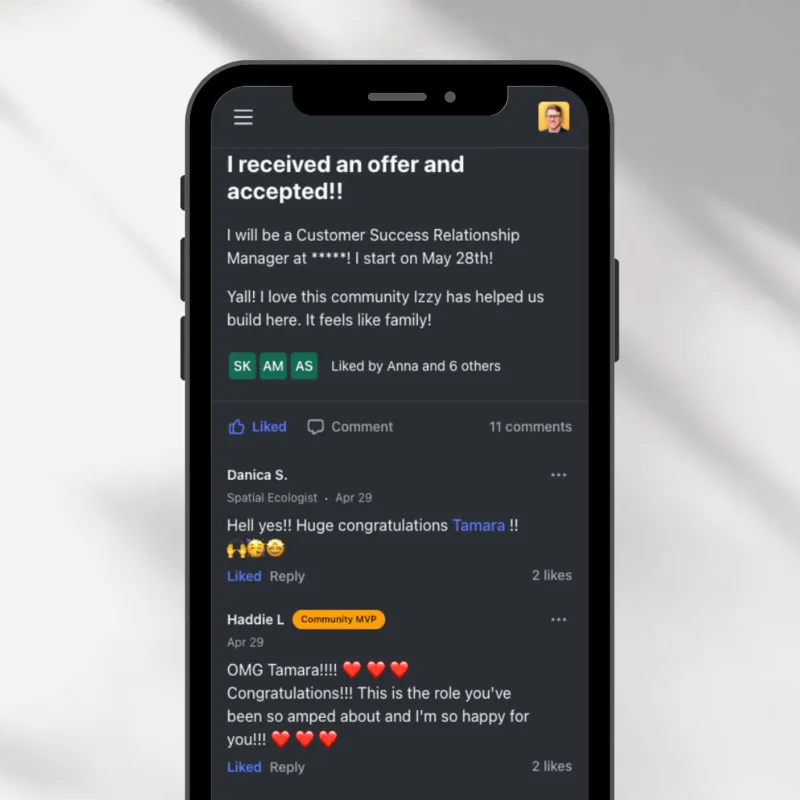 I received an offer and
accepted!!
I will be a Customer Success Relationship
Manager at *****! I start on May 28th!
Yall! I love this community Izzy has helped us
build here. It feels like family!
SK AM AS Liked by Anna and 6 others
Liked Comment 11 comments
Danica S.
Spatial Ecologist · Apr 29
Hell yes!! Huge congratulations Tamara !!
🙌🥳🤩
Liked Reply 2 likes
Haddie L Community MVP
Apr 29
OMG Tamara!!!! ❤️ ❤️ ❤️
Congratulations!!! This is the role you've
been so amped about and I'm so happy for
you!!! ❤️ ❤️ ❤️
Liked Reply 2 likes